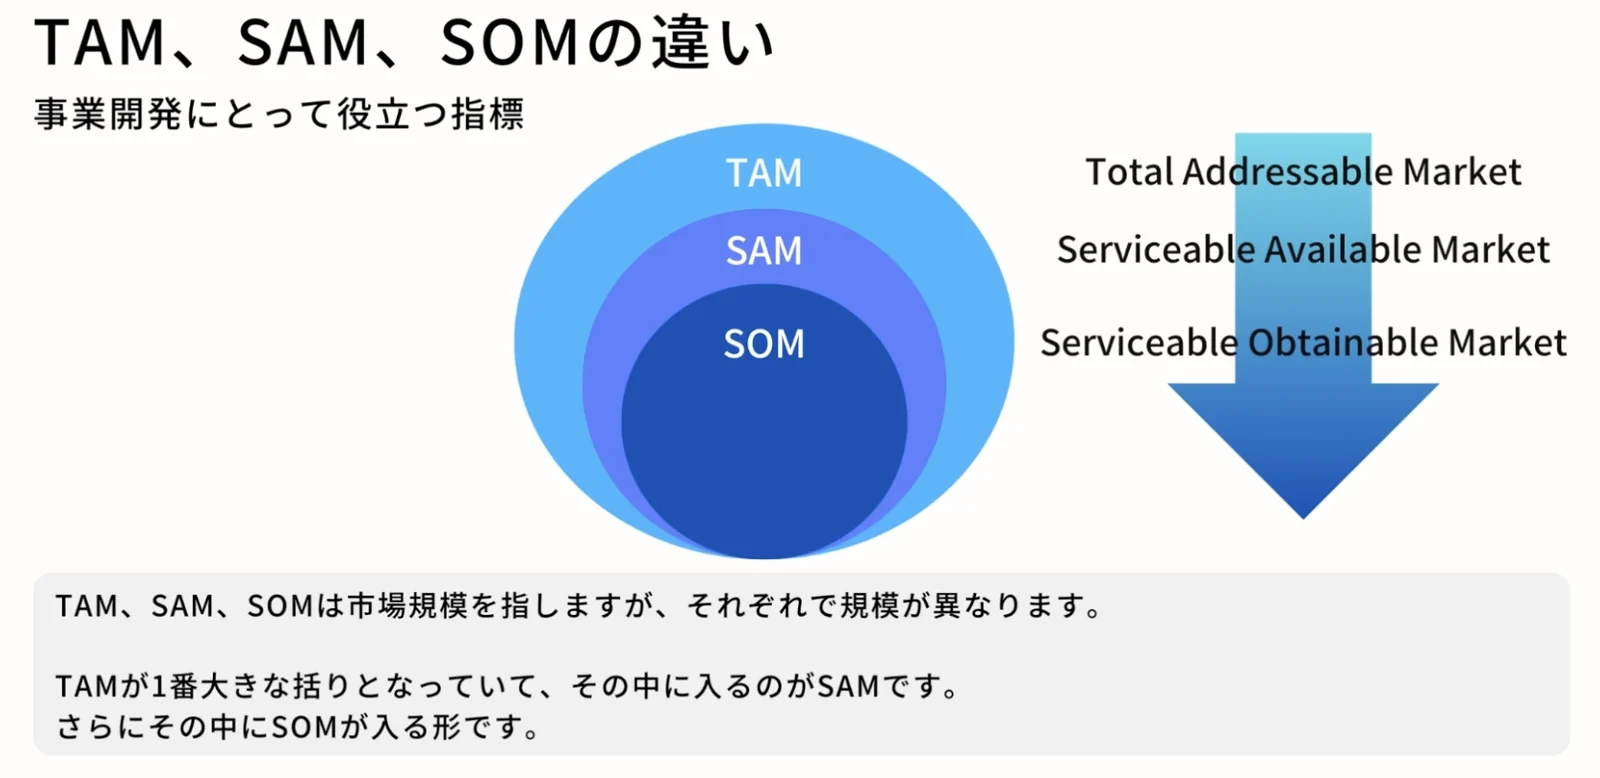 TAM、SAM、SOMの違い
事業開発にとって役立つ指標
TAM
SAM
SOM
Total Addressable Market
Serviceable Available Market
Serviceable Obtainable Market
TAM、SAM、SOMは市場規模を指しますが、それぞれで規模が異なります。
TAMが1番大きな括りとなっていて、その中に入るのがSAMです。
さらにその中にSOMが入る形です。